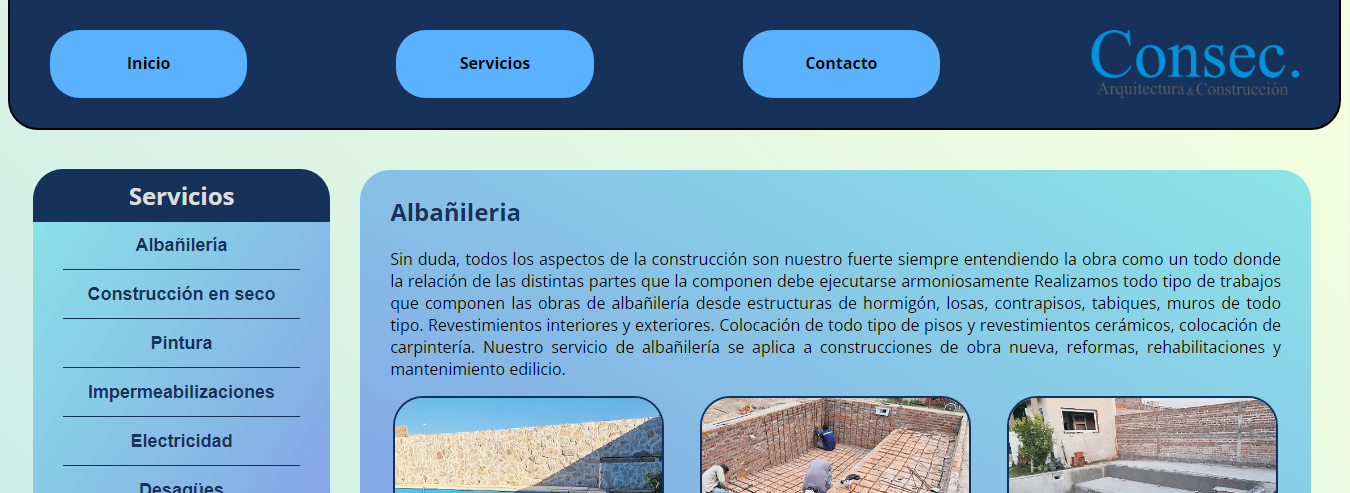 Inicio
Servicios
Contacto
Consec.
Arquitectura&Construcción
Servicios
Albañilería
Construcción en seco
Pintura
Impermeabilizaciones
Electricidad
Desagües
Albañileria
Sin duda, todos los aspectos de la construcción son nuestro fuerte siempre entendiendo la obra como un todo donde
la relación de las distintas partes que la componen debe ejecutarse armoniosamente Realizamos todo tipo de trabajos
que componen las obras de albañilería desde estructuras de hormigón, losas, contrapisos, tabiques, muros de todo
tipo. Revestimientos interiores y exteriores. Colocación de todo tipo de pisos y revestimientos cerámicos, colocación de
carpintería. Nuestro servicio de albañilería se aplica a construcciones de obra nueva, reformas, rehabilitaciones y
mantenimiento edilicio.